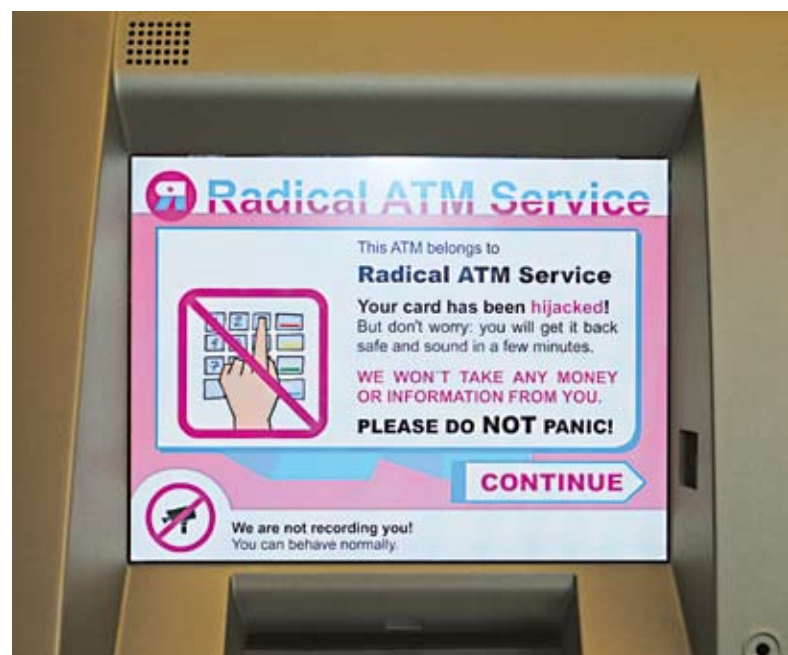 Radical ATM Service
This ATM belongs to
Radical ATM Service
Your card has been hijacked!
But don't worry: you will get it back
safe and sound in a few minutes.
WE WON'T TAKE ANY MONEY
OR INFORMATION FROM YOU.
PLEASE DO NOT PANIC!
CONTINUE
We are not recording you!
You can behave normally.